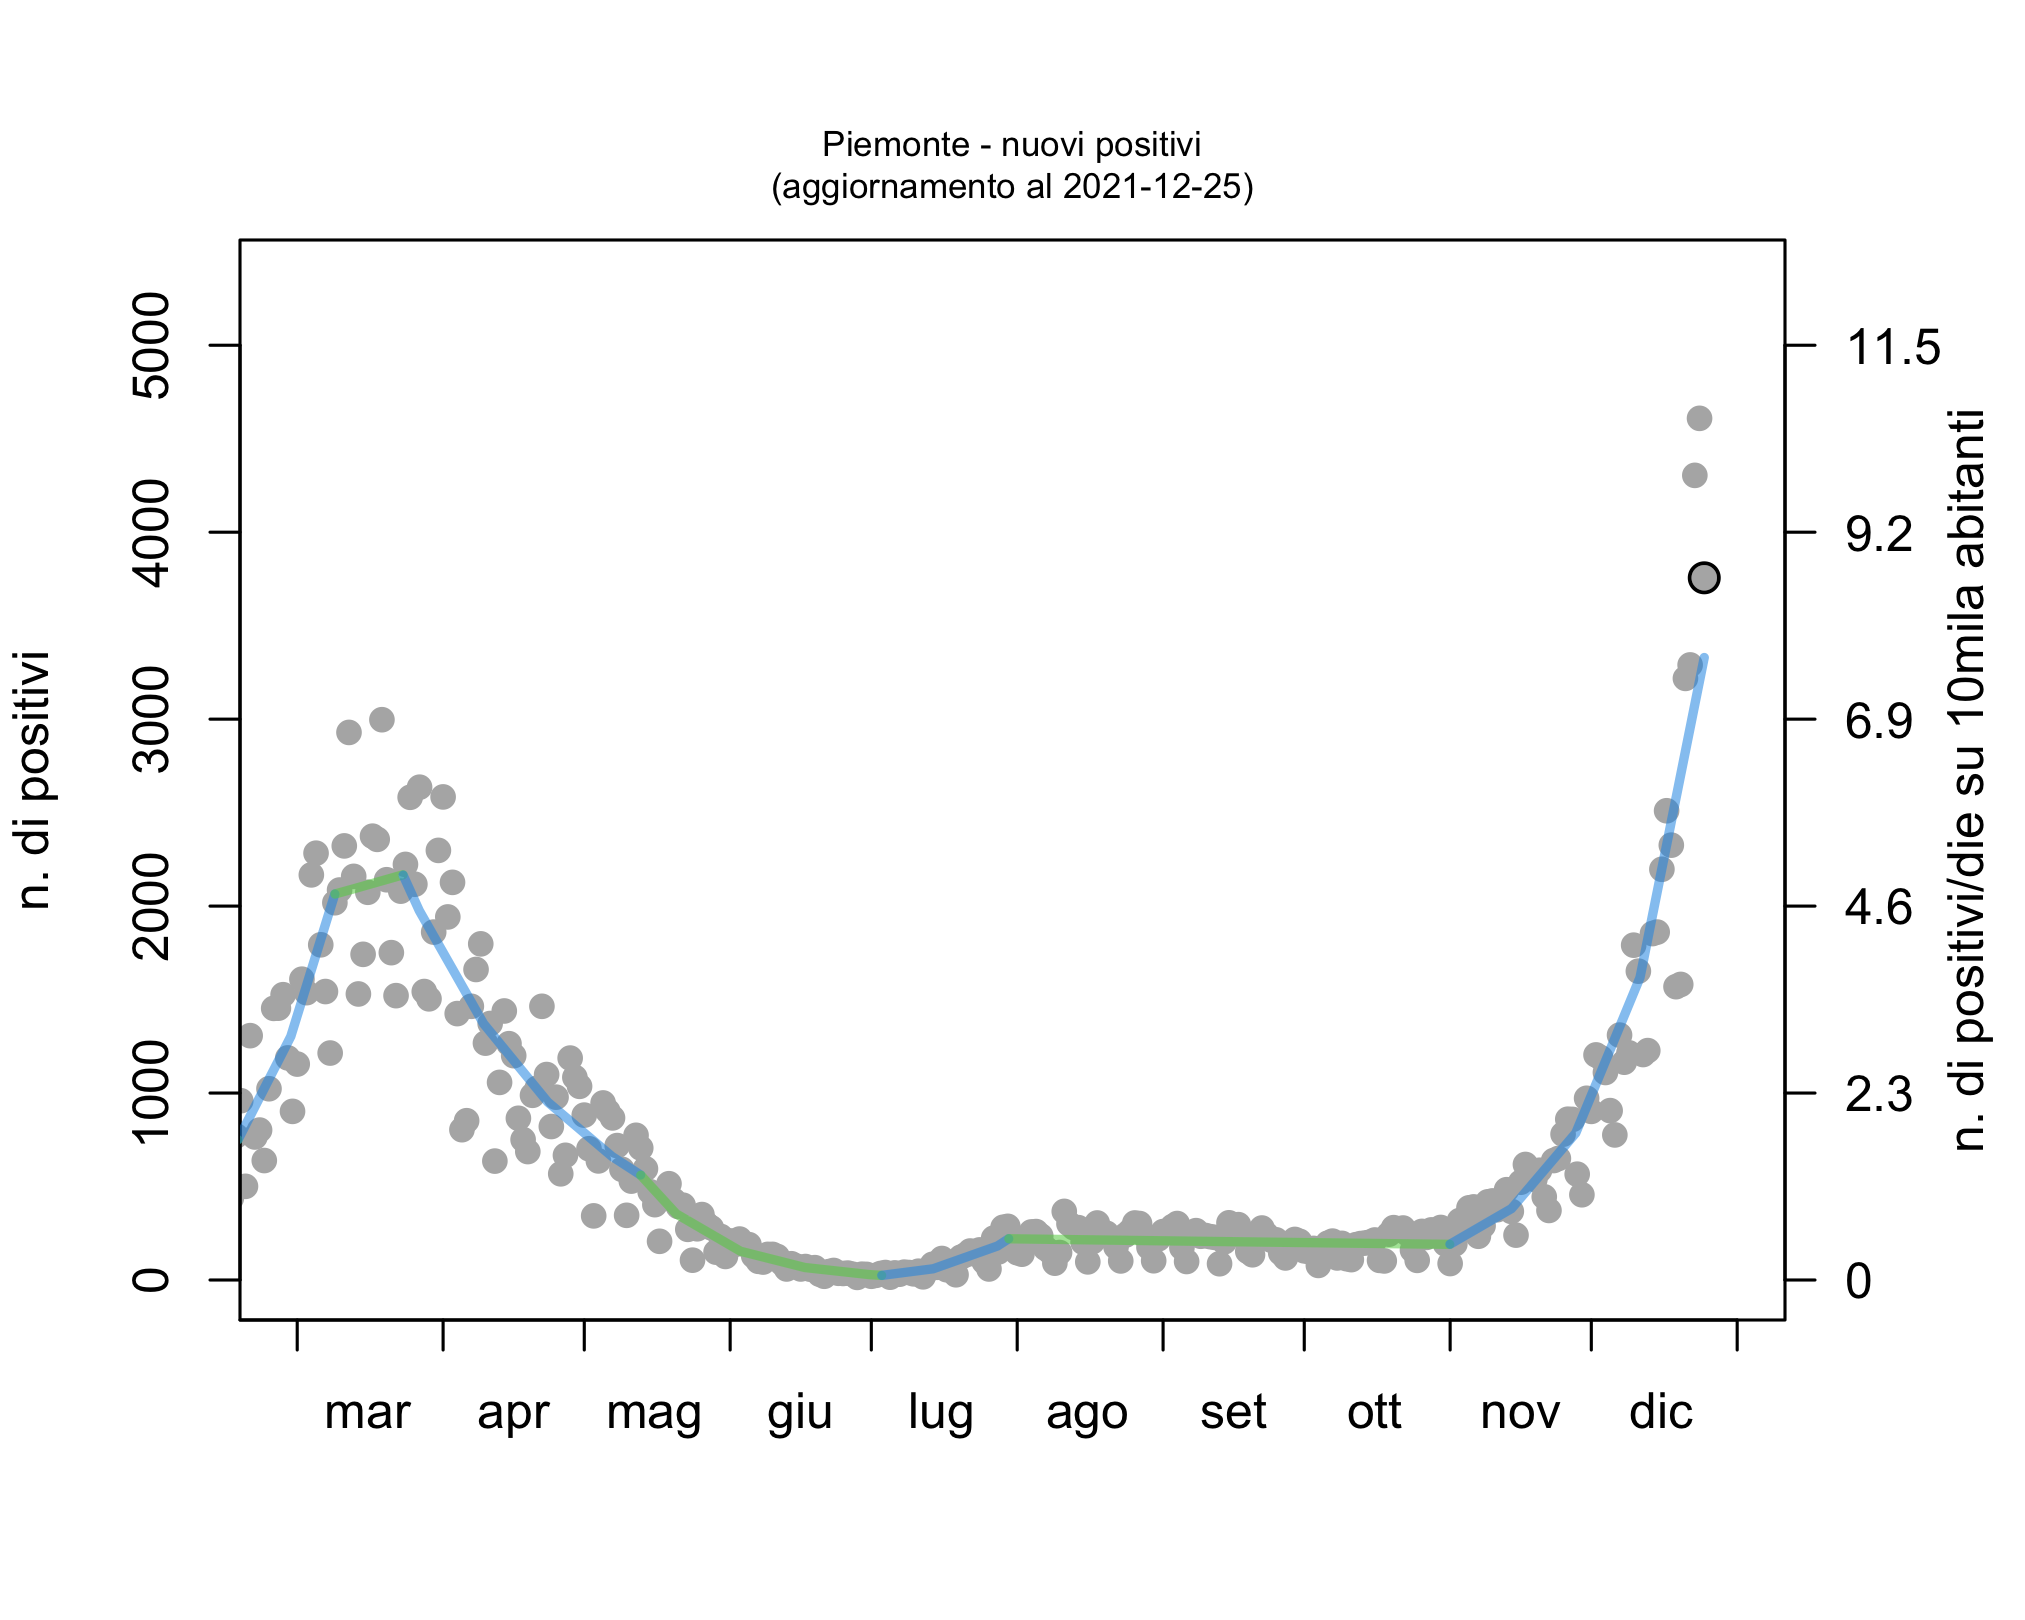 Piemonte - nuovi positivi
(aggiornamento al 2021-12-25)
n. di positivi
5000
4000
3000
2000
1000
0
11.5
9.2
6.9
4.6
2.3
0
n. di positivi/die su 10mila abitanti
mar apr mag giu lug ago set ott nov dic